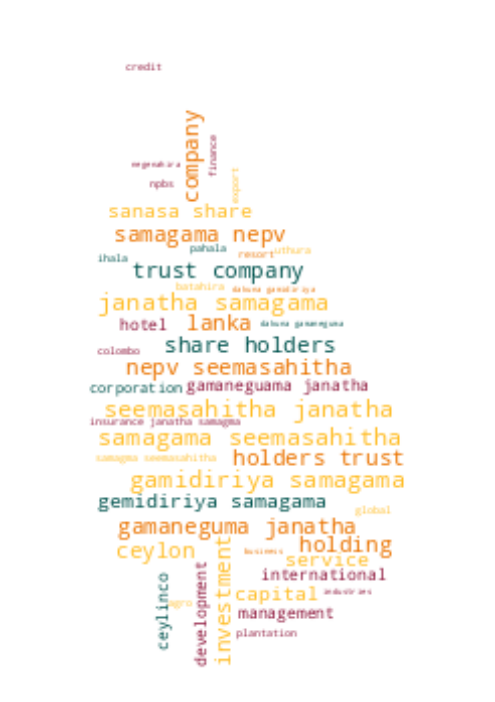 credit
company
finance
negenahira
npbs
export
sanasa share
samagama nepv
pahala
resort
uthura
ihala
trust company
batahira
dakuna gamidiriya
janatha samagama
hotel
lanka
dakuna gamaneguma
share holders
colombo
nepv seemasahitha
corporation
gamaneguama janatha
seemasahitha janatha
insurance janatha samagma
samagama seemasahitha
samagma seemasahitha
holders trust
gamidiriya samagama
gemidiriya samagama
global
gamaneguma janatha
ceylon
investment
business
holding
service
international
ceylinco
agro
development
capital
industries
management
plantation